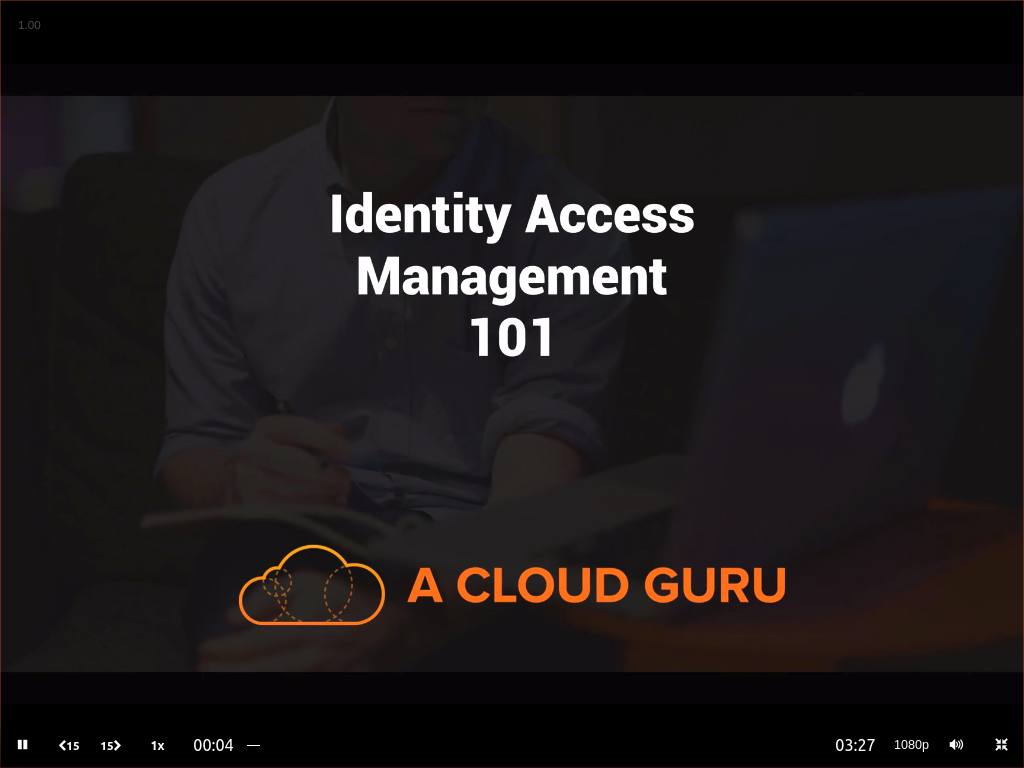 1.00
Identity Access
Management
101
A CLOUD GURU
15 15 1x 00:04 03:27 1080p